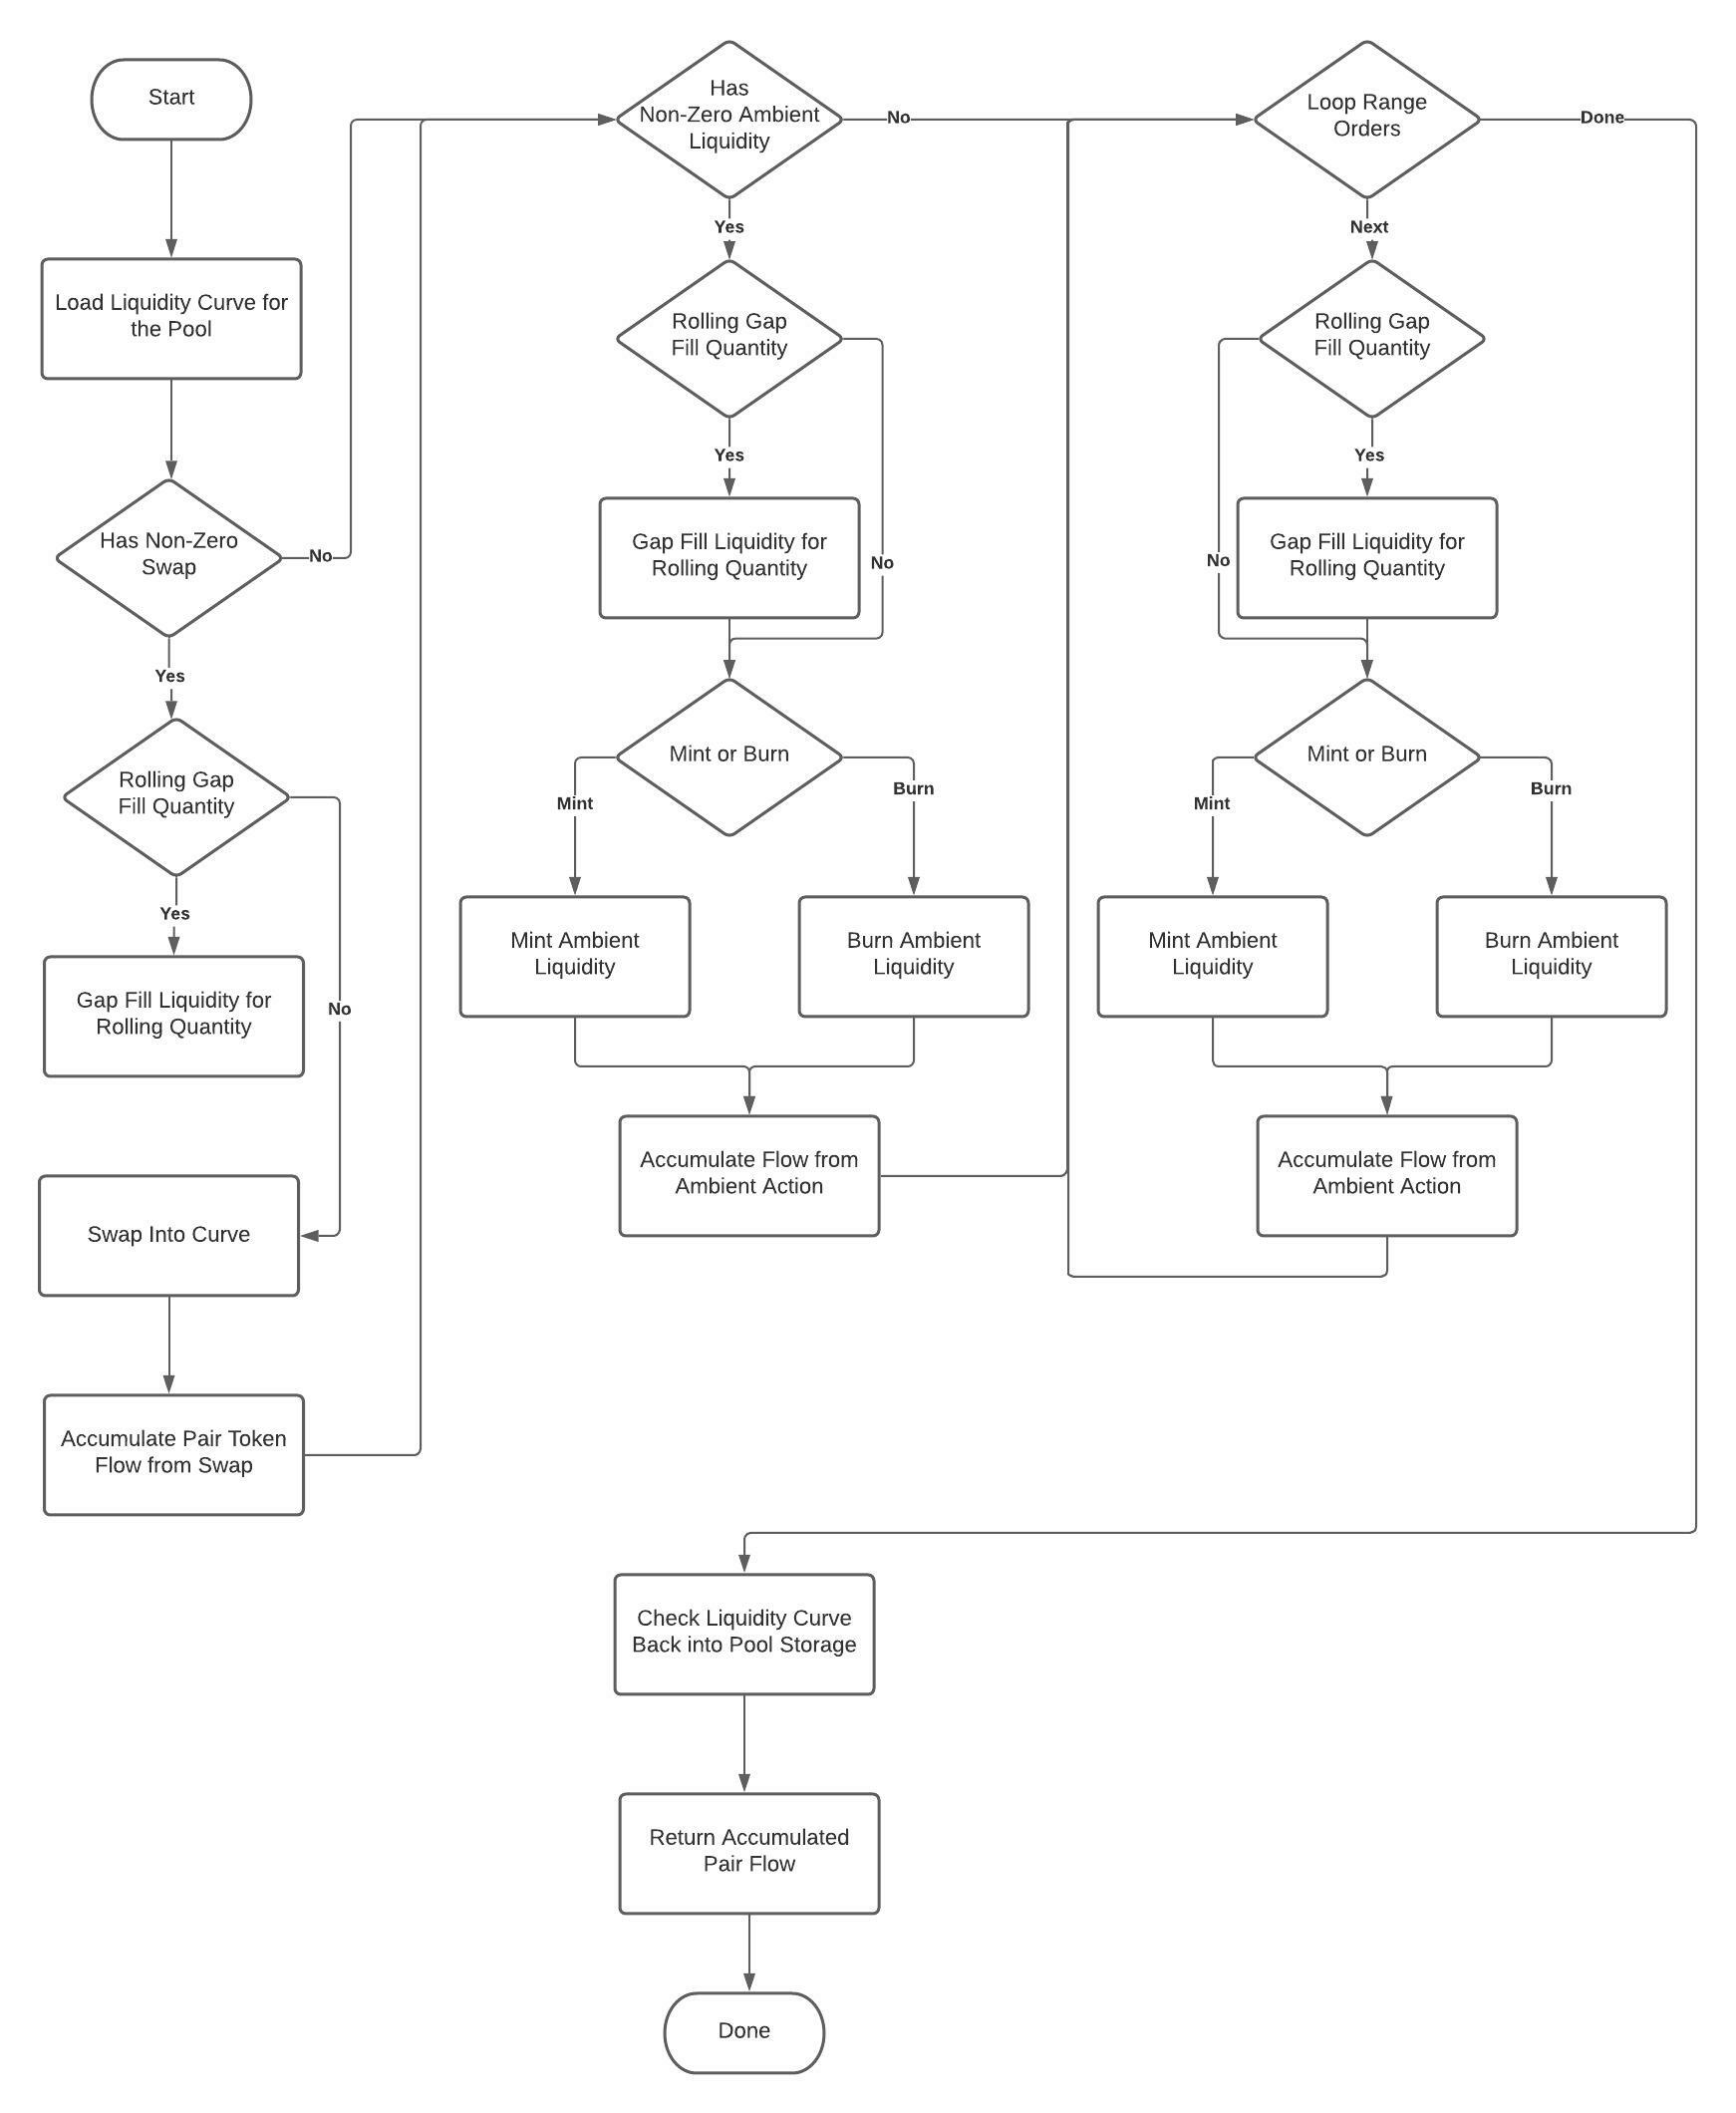 Start
Load Liquidity Curve for
the Pool
Has Non-Zero
Swap
No
Yes
Rolling Gap
Fill Quantity
Yes
No
Gap Fill Liquidity for
Rolling Quantity
Swap Into Curve
Accumulate Pair Token
Flow from Swap
Has
Non-Zero Ambient
Liquidity
No
Yes
Rolling Gap
Fill Quantity
Yes
No
Gap Fill Liquidity for
Rolling Quantity
Mint or Burn
Mint
Burn
Mint Ambient
Liquidity
Burn Ambient
Liquidity
Accumulate Flow from
Ambient Action
Loop Range
Orders
Done
Next
Rolling Gap
Fill Quantity
Yes
No
Gap Fill Liquidity for
Rolling Quantity
Mint or Burn
Mint
Burn
Mint Ambient
Liquidity
Burn Ambient
Liquidity
Accumulate Flow from
Ambient Action
Check Liquidity Curve
Back into Pool Storage
Return Accumulated
Pair Flow
Done